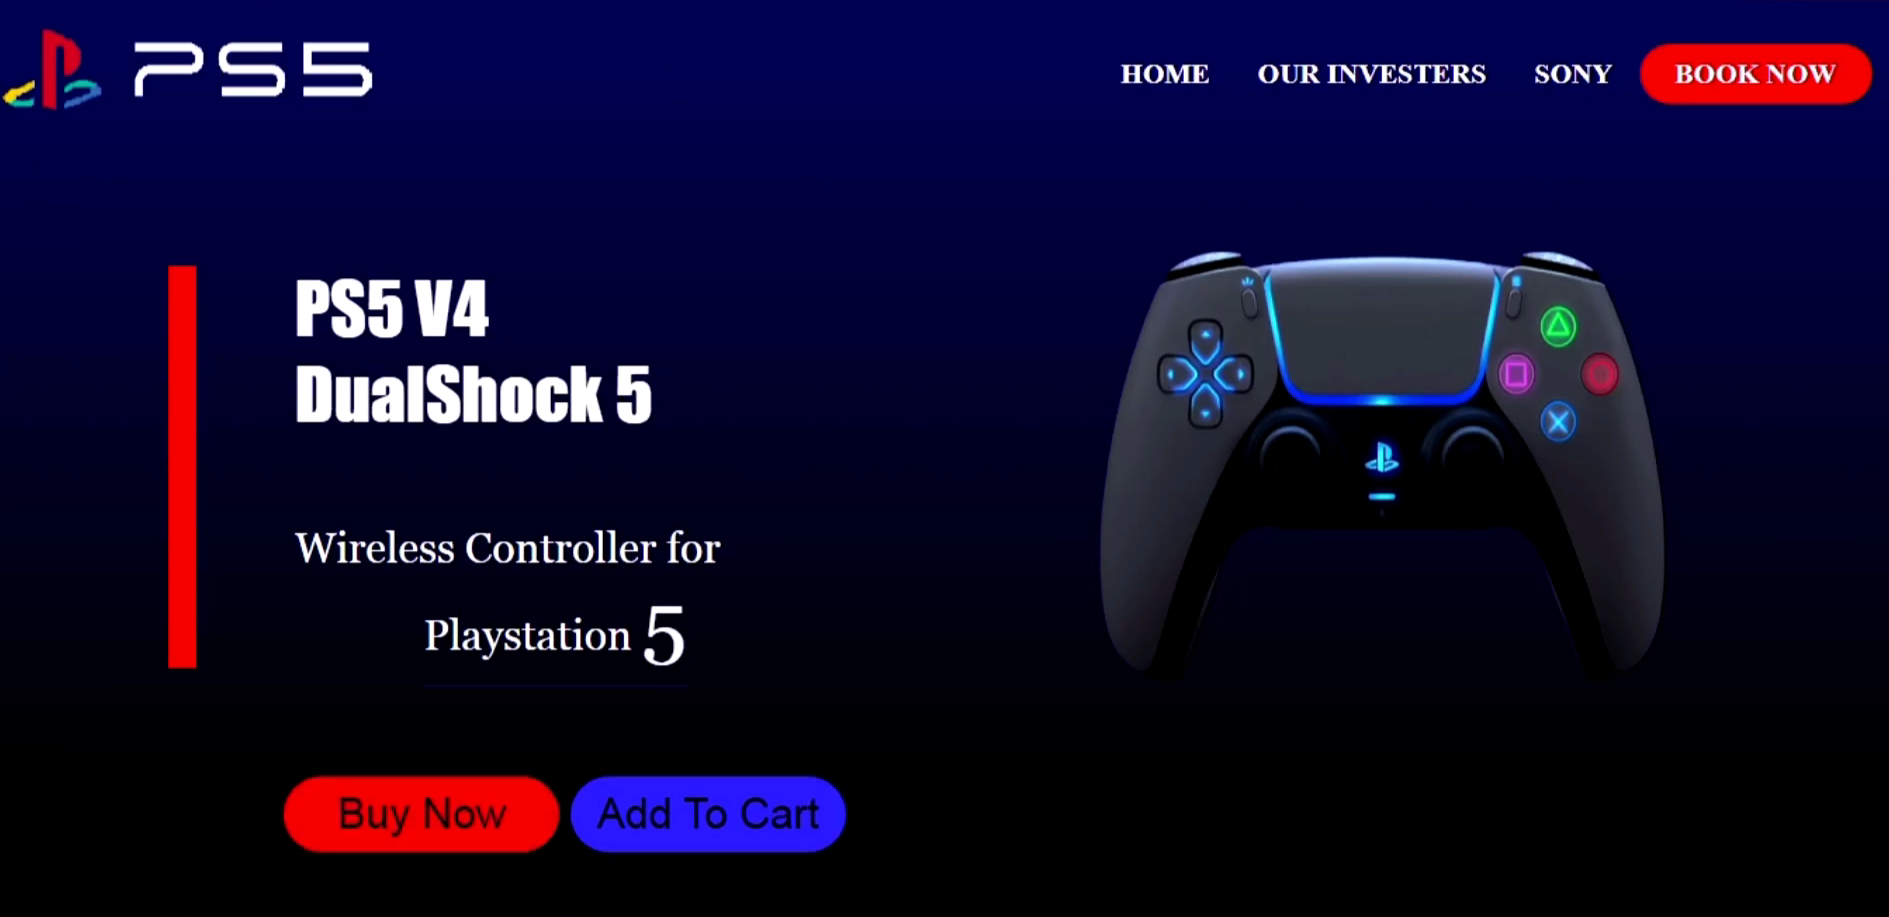 PS5
HOME OUR INVESTERS SONY BOOK NOW
PS5 V4
DualShock 5
Wireless Controller for
Playstation 5
Buy Now Add To Cart